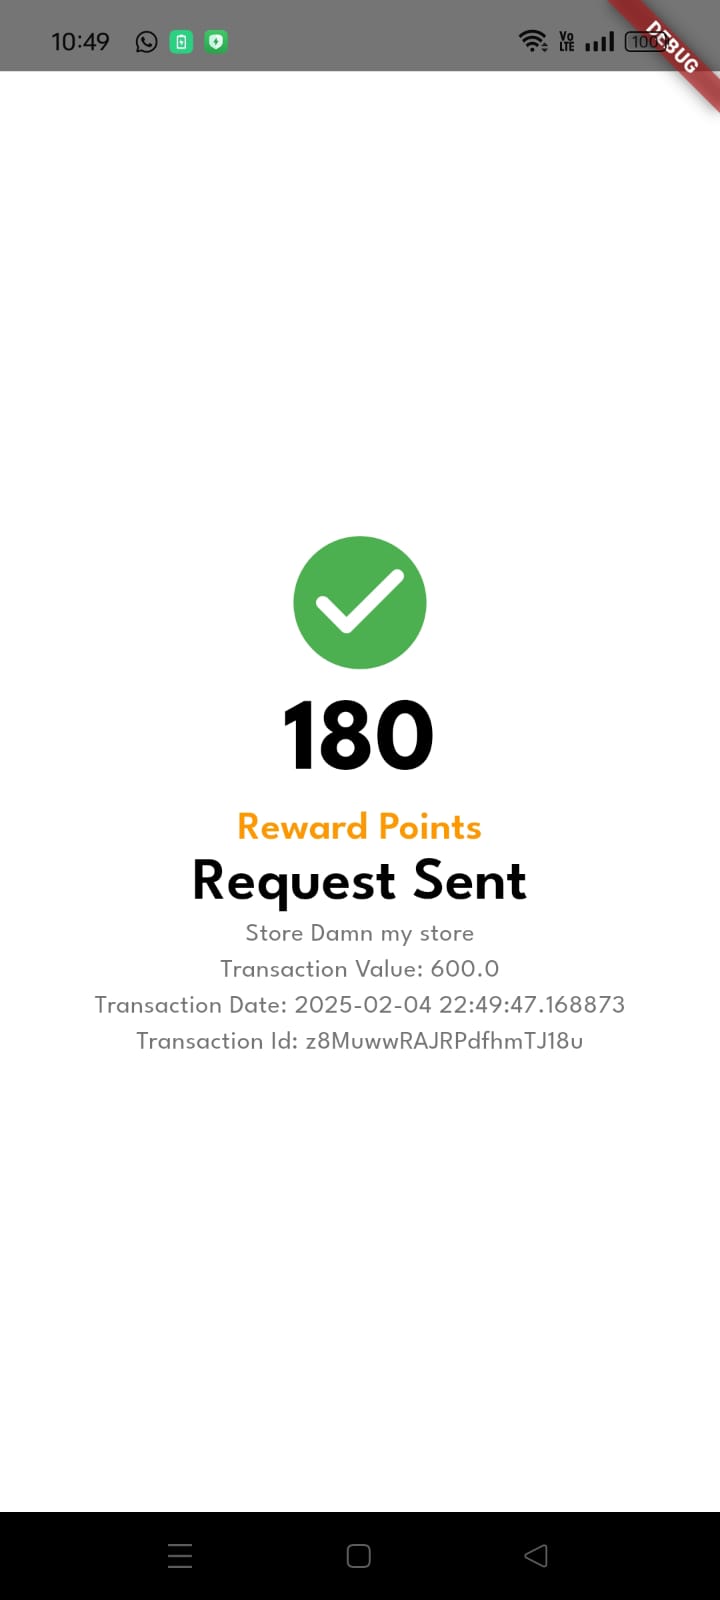 10:49
Vo
LTE
100
DEBUG
180
Reward Points
Request Sent
Store Damn my store
Transaction Value: 600.0
Transaction Date: 2025-02-04 22:49:47.168873
Transaction Id: z8MuwwRAJRPdfhmTJ18u